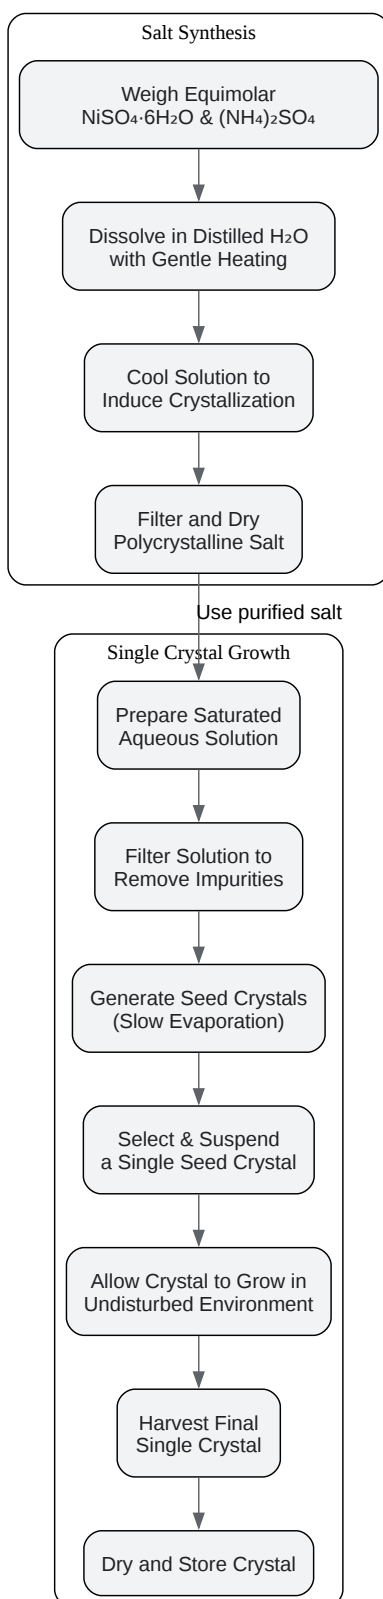 Salt Synthesis
Weigh Equimolar
NiSO₄·6H₂O & (NH₄)₂SO₄
Dissolve in Distilled H₂O
with Gentle Heating
Cool Solution to
Induce Crystallization
Filter and Dry
Polycrystalline Salt
Use purified salt
Single Crystal Growth
Prepare Saturated
Aqueous Solution
Filter Solution to
Remove Impurities
Generate Seed Crystals
(Slow Evaporation)
Select & Suspend
a Single Seed Crystal
Allow Crystal to Grow in
Undisturbed Environment
Harvest Final
Single Crystal
Dry and Store Crystal